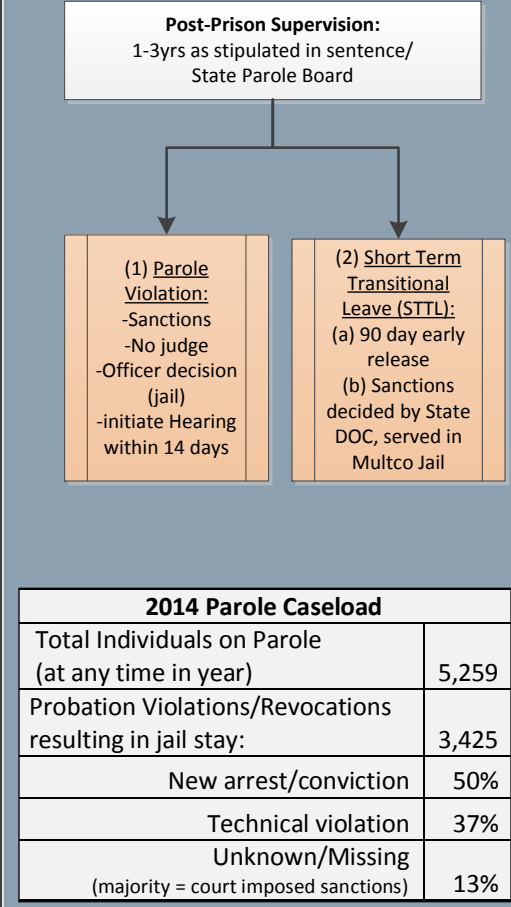 Post-Prison Supervision:
1-3yrs as stipulated in sentence/
State Parole Board
(1) Parole
Violation:
-Sanctions
-No judge
-Officer decision
(jail)
-initiate Hearing
within 14 days
(2) Short Term
Transitional
Leave (STTL):
(a) 90 day early
release
(b) Sanctions
decided by State
DOC, served in
Multco Jail
2014 Parole Caseload
Total Individuals on Parole
(at any time in year) 5,259
Probation Violations/Revocations
resulting in jail stay: 3,425
New arrest/conviction 50%
Technical violation 37%
Unknown/Missing
(majority = court imposed sanctions) 13%